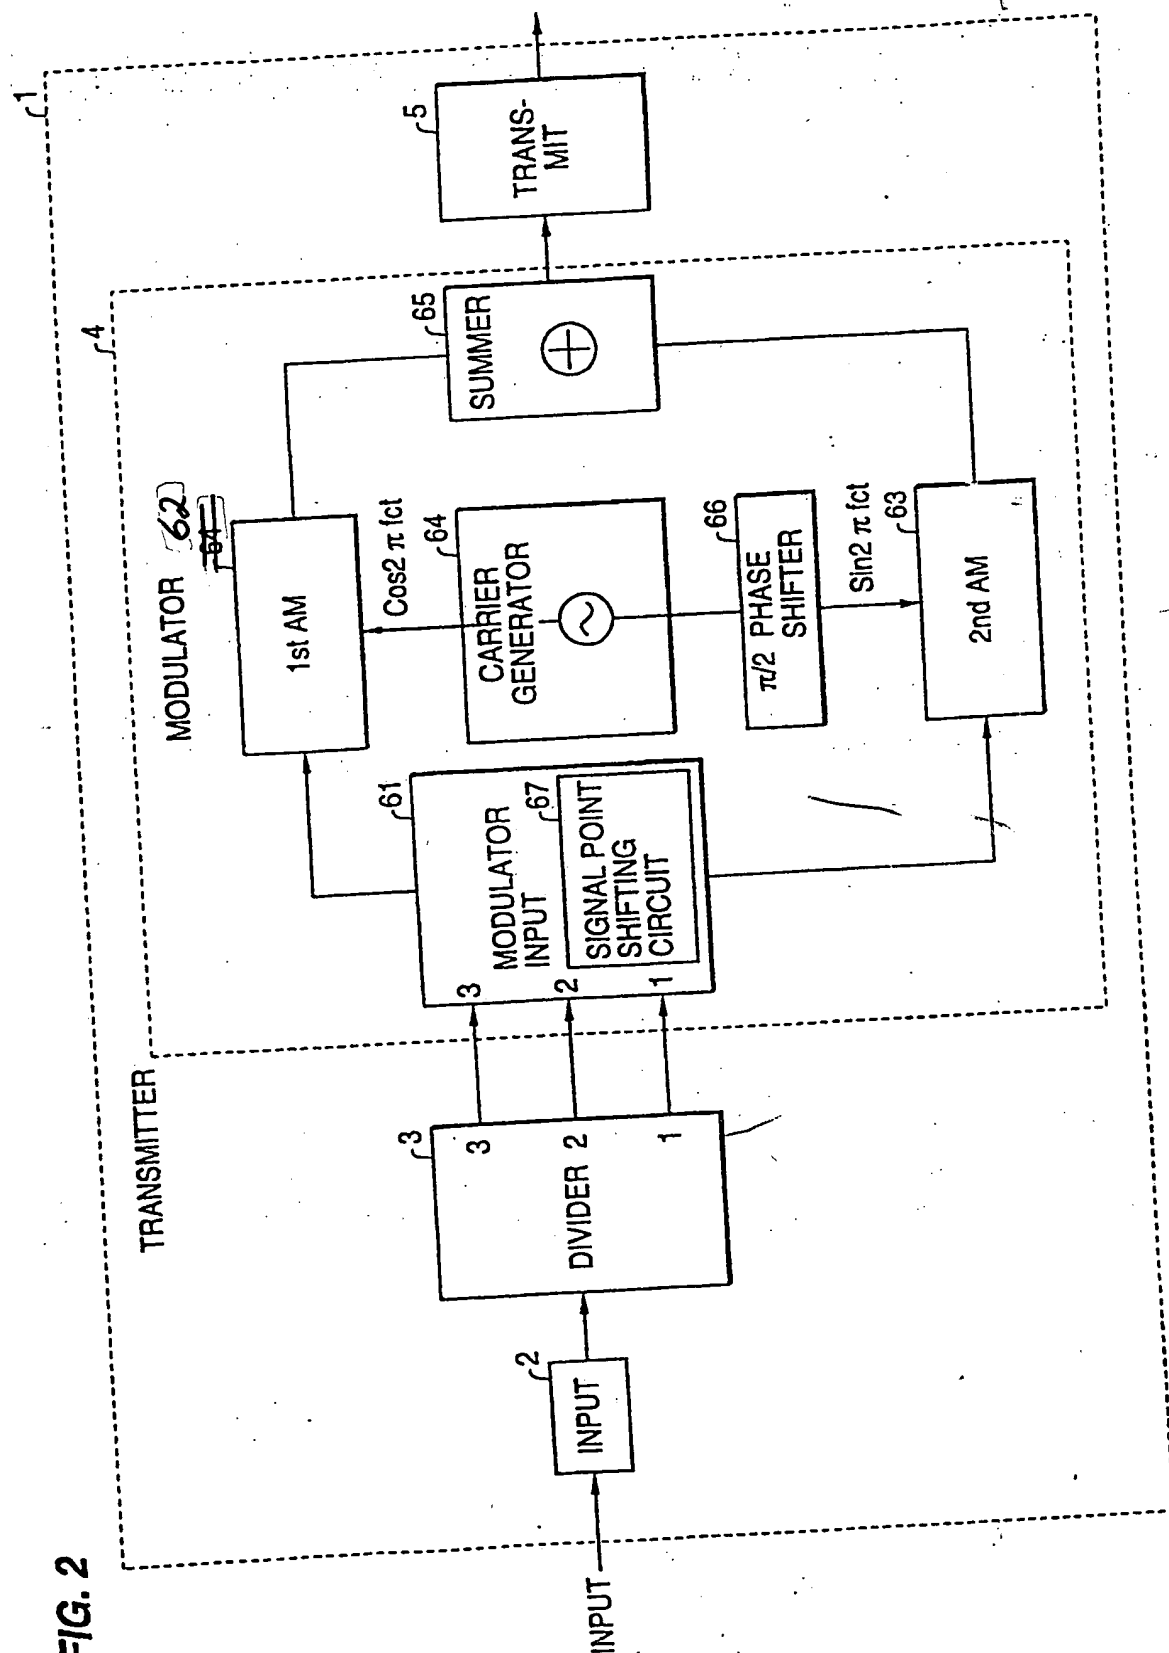 FIG. 2
1
TRANSMITTER
4
MODULATOR 62
INPUT
2
INPUT
3
DIVIDER
3
2
1
61
MODULATOR
INPUT
3
2
1
67
SIGNAL POINT
SHIFTING
CIRCUIT
1st AM
Cos2 π fct
64
CARRIER
GENERATOR
∼
66
π/2 PHASE
SHIFTER
Sin2 π fct
63
2nd AM
65
SUMMER
+
5
TRANS-
MIT